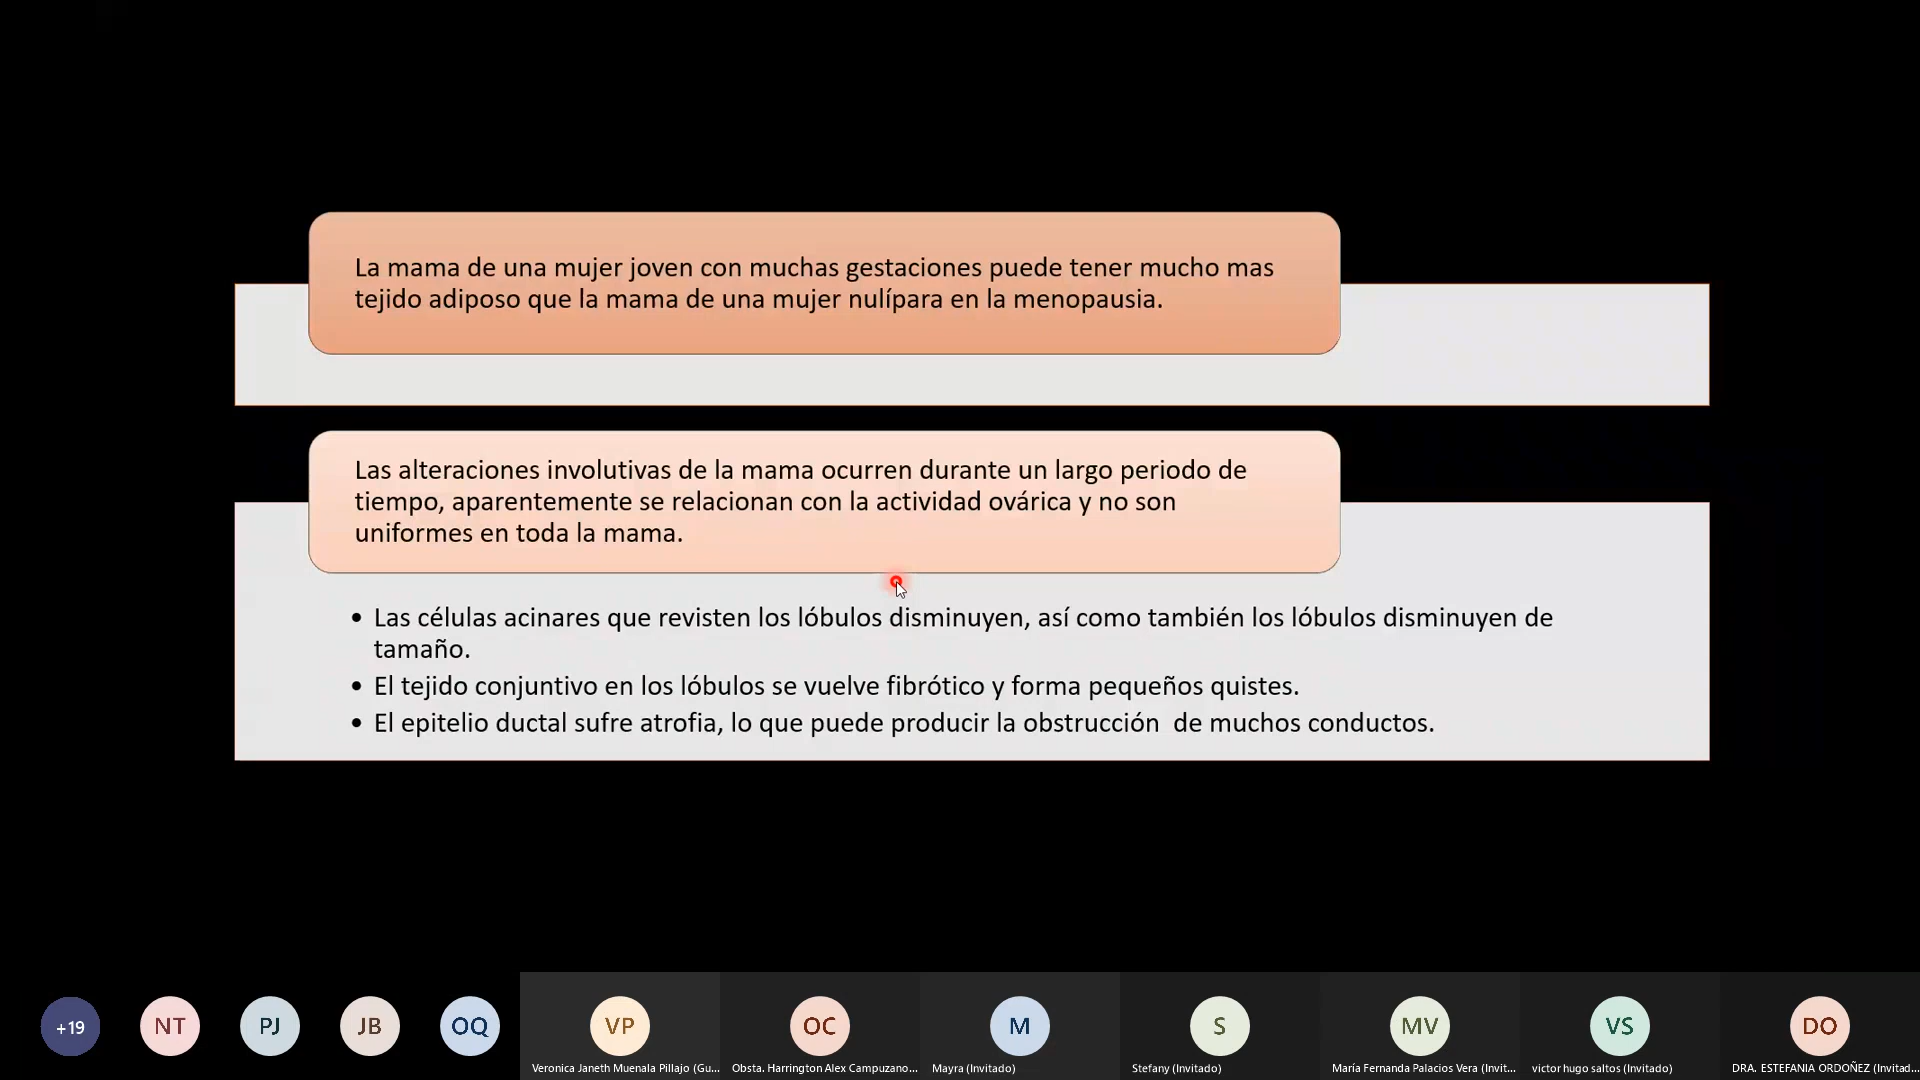 La mama de una mujer joven con muchas gestaciones puede tener mucho mas
tejido adiposo que la mama de una mujer nulípara en la menopausia.
Las alteraciones involutivas de la mama ocurren durante un largo periodo de
tiempo, aparentemente se relacionan con la actividad ovárica y no son
uniformes en toda la mama.
• Las células acinares que revisten los lóbulos disminuyen, así como también los lóbulos disminuyen de
tamaño.
• El tejido conjuntivo en los lóbulos se vuelve fibrótico y forma pequeños quistes.
• El epitelio ductal sufre atrofia, lo que puede producir la obstrucción  de muchos conductos.
+19
NT
PJ
JB
OQ
VP
OC
M
S
MV
VS
DO
Veronica Janeth Muenala Pillajo (Gu...
Obsta. Harrington Alex Campuzano...
Mayra (Invitado)
Stefany (Invitado)
María Fernanda Palacios Vera (Invit...
victor hugo saltos (Invitado)
DRA. ESTEFANIA ORDOÑEZ (Invitad...